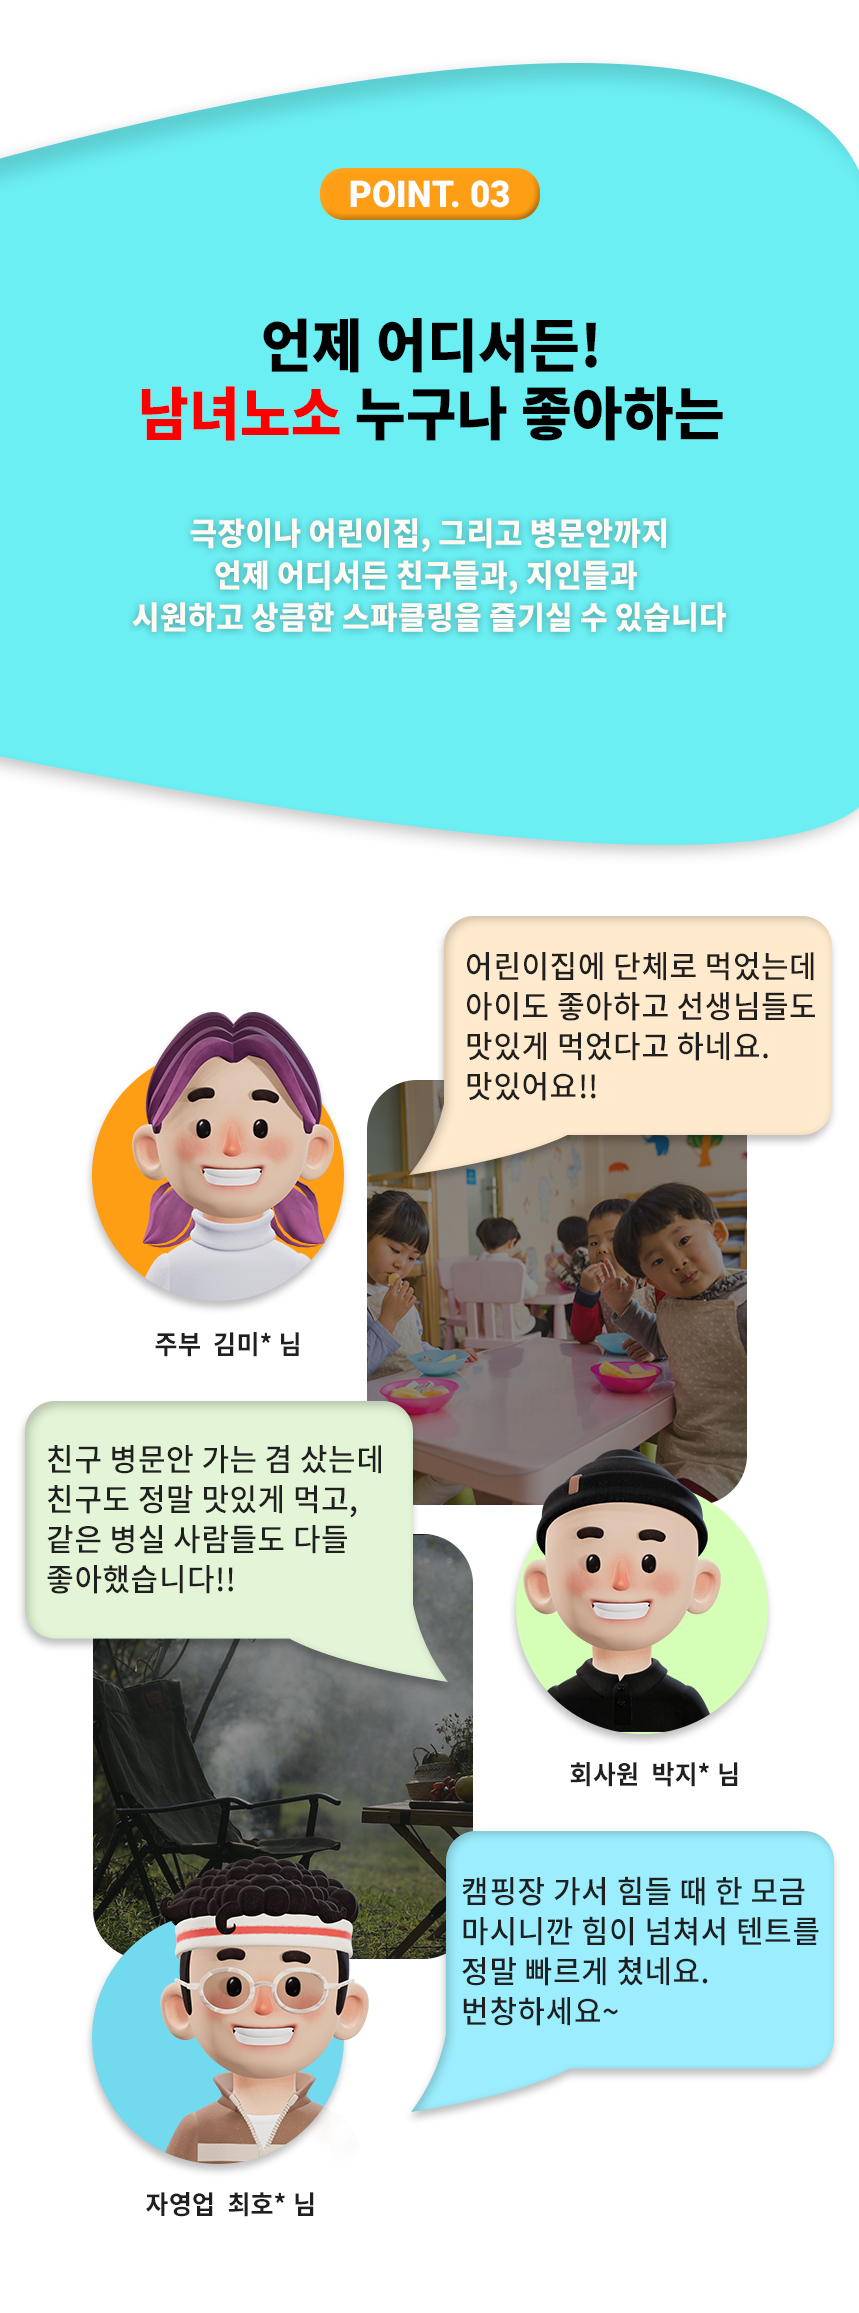 POINT. 03
언제 어디서든!
남녀노소 누구나 좋아하는
극장이나 어린이집, 그리고 병문안까지
언제 어디서든 친구들과, 지인들과
시원하고 상큼한 스파클링을 즐기실 수 있습니다
어린이집에 단체로 먹었는데
아이도 좋아하고 선생님들도
맛있게 먹었다고 하네요.
맛있어요!!
주부 김미* 님
친구 병문안 가는 겸 샀는데
친구도 정말 맛있게 먹고,
같은 병실 사람들도 다들
좋아했습니다!!
회사원 박지* 님
캠핑장 가서 힘들 때 한 모금
마시니깐 힘이 넘쳐서 텐트를
정말 빠르게 쳤네요.
번창하세요~
자영업 최호* 님